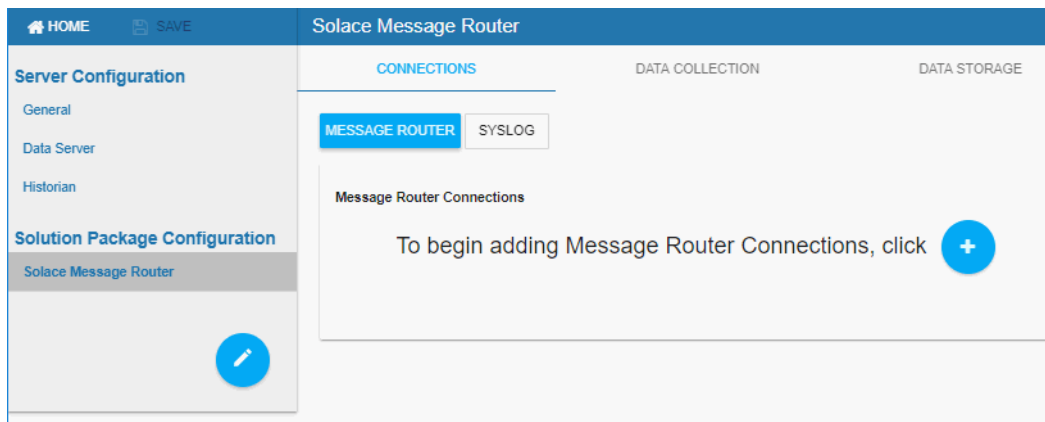 HOME SAVE Solace Message Router
Server Configuration
General
Data Server
Historian
Solution Package Configuration
Solace Message Router
CONNECTIONS DATA COLLECTION DATA STORAGE
MESSAGE ROUTER SYSLOG
Message Router Connections
To begin adding Message Router Connections, click +